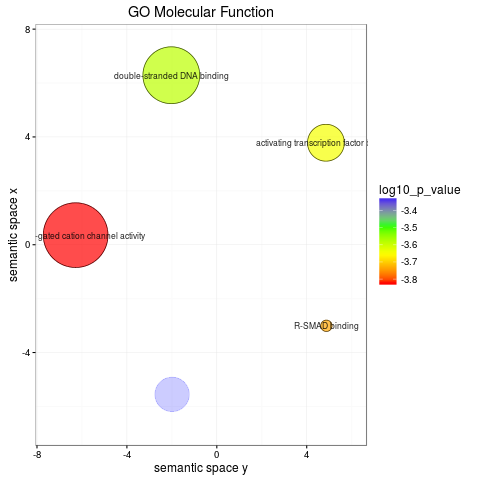 GO Molecular Function
8
4
0
-4
-8
-4
0
4
semantic space x
semantic space y
double-stranded DNA binding
activating transcription factor
-gated cation channel activity
R-SMAD binding
log10_p_value
-3.4
-3.5
-3.6
-3.7
-3.8